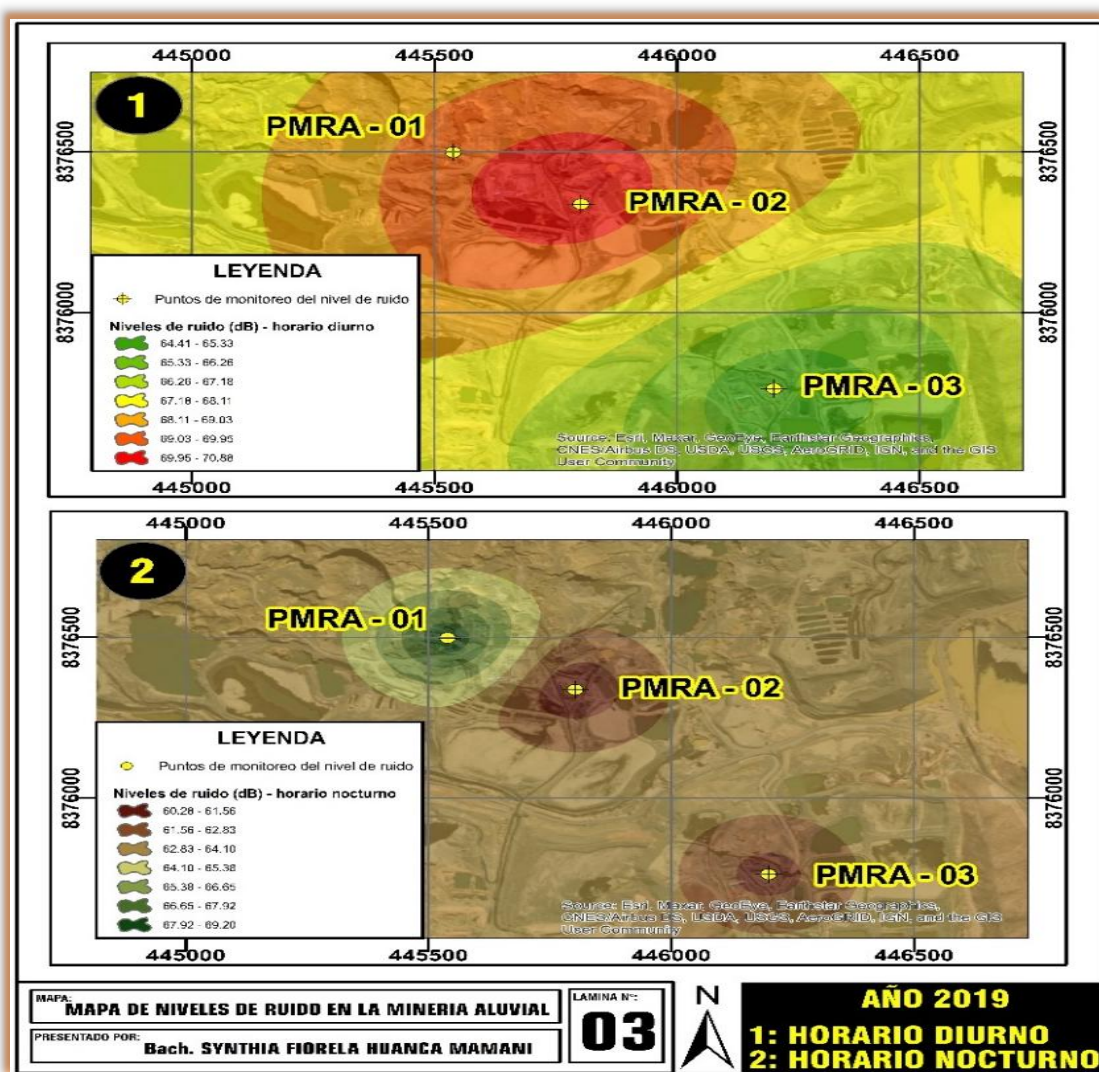 445000 445500 446000 446500
1
PMRA - 01
PMRA - 02
PMRA - 03
8376500
8376000
8376500
8376000
LEYENDA
Puntos de monitoreo del nivel de ruido
Niveles de ruido (dB) - horario diurno
64.41 - 65.33
65.33 - 66.26
66.26 - 67.18
67.18 - 68.11
68.11 - 69.03
69.03 - 69.95
69.95 - 70.88
Source: Esri, Maxar, GeoEye, Earthstar Geographics,
CNES/Airbus DS, USDA, USGS, AeroGRID, IGN, and the GIS
User Community
445000 445500 446000 446500
445000 445500 446000 446500
2
PMRA - 01
PMRA - 02
PMRA - 03
8376500
8376000
8376500
8376000
LEYENDA
Puntos de monitoreo del nivel de ruido
Niveles de ruido (dB) - horario nocturno
60.28 - 61.56
61.56 - 62.83
62.83 - 64.10
64.10 - 65.38
65.38 - 66.65
66.65 - 67.92
67.92 - 69.20
Source: Esri, Maxar, GeoEye, Earthstar Geographics,
CNES/Airbus DS, USDA, USGS, AeroGRID, IGN, and the GIS
User Community
445000 445500 446000 446500
MAPA:
MAPA DE NIVELES DE RUIDO EN LA MINERIA ALUVIAL
PRESENTADO POR:
Bach. SYNTHIA FIORELA HUANCA MAMANI
LAMINA N°:
03
N
AÑO 2019
1: HORARIO DIURNO
2: HORARIO NOCTURNO